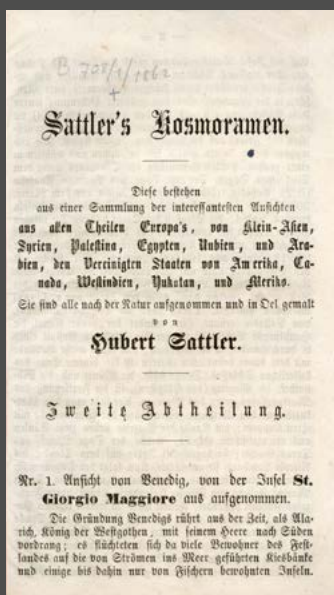 B 708/1/1862
Sattler's Kosmoramen.
Diese bestehen
aus einer Sammlung der interessantesten Ansichten
aus allen Theilen Europa's, von Klein-Asien,
Syrien, Palestina, Egypten, Nubien, und Ara-
bien, den Vereinigten Staaten von Amerika, Ca-
nada, Westindien, Yukatan, und Mexiko.
Sie sind alle nach der Natur aufgenommen und in Oel gemalt
von
Hubert Sattler.
Zweite Abtheilung.
Nr. 1. Ansicht von Venedig, von der Insel St.
Giorgio Maggiore aus aufgenommen.
Die Gründung Venedigs rührt aus der Zeit, als Ala-
rich, König der Westgothen, mit seinem Heere nach Süden
vordrang; es flüchteten sich da viele Bewohner des Fest-
landes auf die von Strömen ins Meer geführten Kiesbänke
und einige bis dahin nur von Fischern bewohnten Inseln.